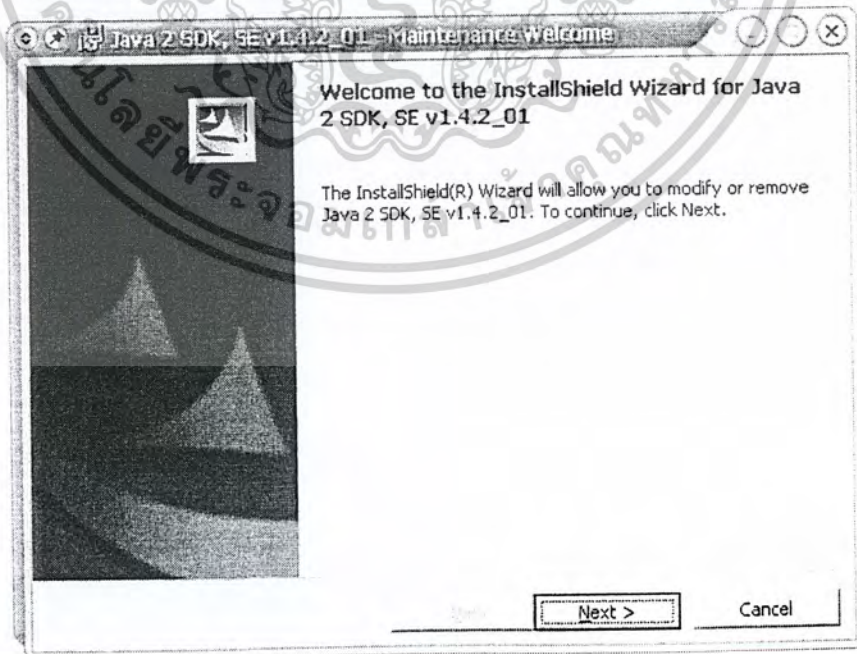 Java 2 SDK, SE v1.4.2_01 - Maintenance Welcome
Welcome to the InstallShield Wizard for Java
2 SDK, SE v1.4.2_01
The InstallShield(R) Wizard will allow you to modify or remove
Java 2 SDK, SE v1.4.2_01. To continue, click Next.
Next >
Cancel